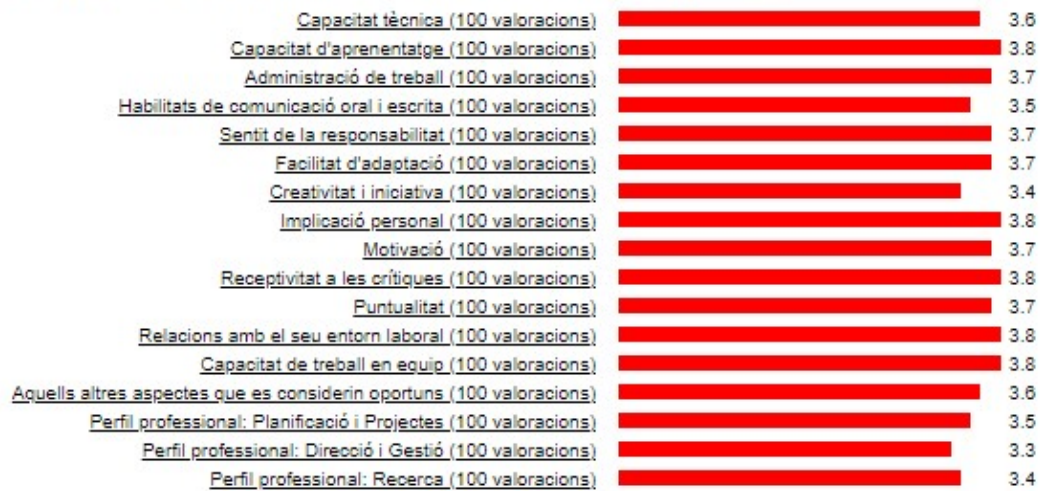 Capacitat tècnica (100 valoracions) 3.6
Capacitat d'aprenentatge (100 valoracions) 3.8
Administració de treball (100 valoracions) 3.7
Habilitats de comunicació oral i escrita (100 valoracions) 3.5
Sentit de la responsabilitat (100 valoracions) 3.7
Facilitat d'adaptació (100 valoracions) 3.7
Creativitat i iniciativa (100 valoracions) 3.4
Implicació personal (100 valoracions) 3.8
Motivació (100 valoracions) 3.7
Receptivitat a les crítiques (100 valoracions) 3.8
Puntualitat (100 valoracions) 3.7
Relacions amb el seu entorn laboral (100 valoracions) 3.8
Capacitat de treball en equip (100 valoracions) 3.8
Aquells altres aspectes que es considerin oportuns (100 valoracions) 3.6
Perfil professional: Planificació i Projectes (100 valoracions) 3.5
Perfil professional: Direcció i Gestió (100 valoracions) 3.3
Perfil professional: Recerca (100 valoracions) 3.4